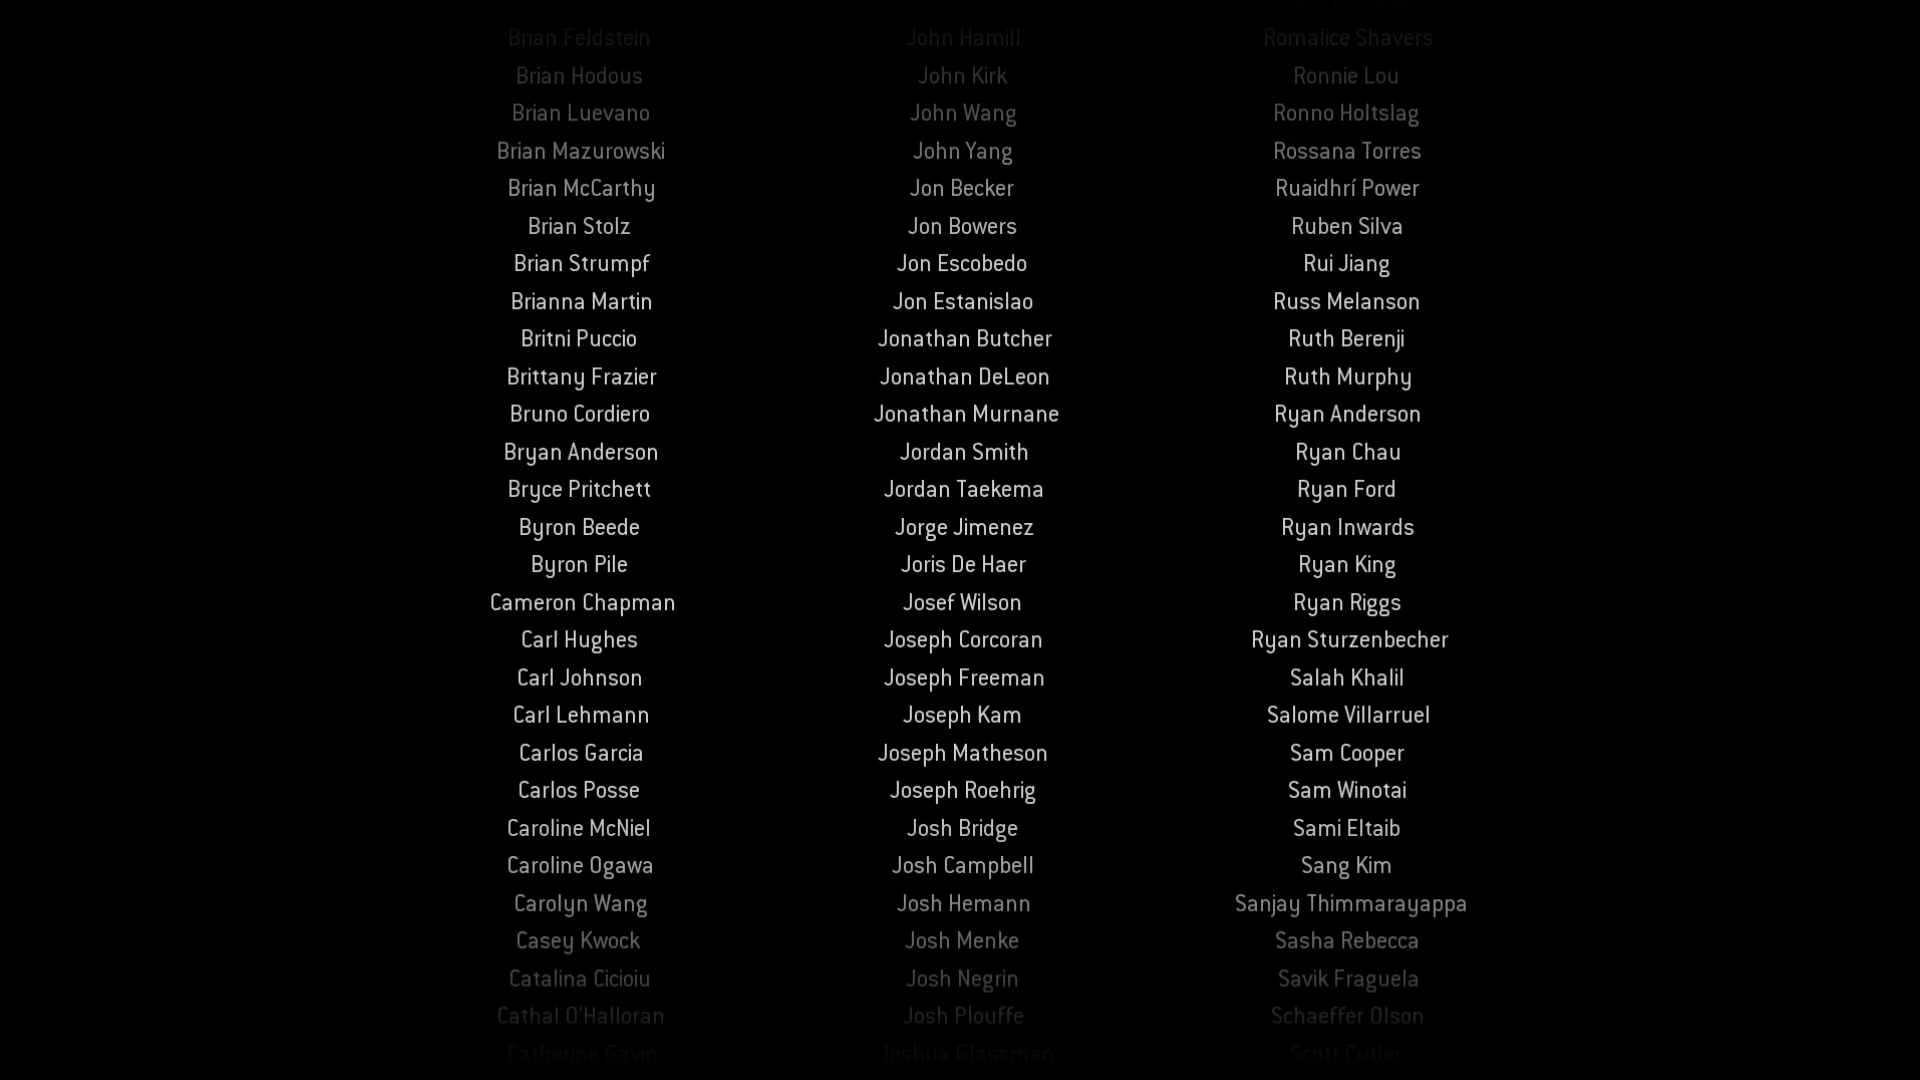 Brian Feldstein
Brian Hodous
Brian Luevano
Brian Mazurowski
Brian McCarthy
Brian Stolz
Brian Strumpf
Brianna Martin
Britni Puccio
Brittany Frazier
Bruno Cordiero
Bryan Anderson
Bryce Pritchett
Byron Beede
Byron Pile
Cameron Chapman
Carl Hughes
Carl Johnson
Carl Lehmann
Carlos Garcia
Carlos Posse
Caroline McNiel
Caroline Ogawa
Carolyn Wang
Casey Kwock
Catalina Cicioiu
Cathal O'Halloran
Catherine Gavin
John Hamill
John Kirk
John Wang
John Yang
Jon Becker
Jon Bowers
Jon Escobedo
Jon Estanislao
Jonathan Butcher
Jonathan DeLeon
Jonathan Murnane
Jordan Smith
Jordan Taekema
Jorge Jimenez
Joris De Haer
Josef Wilson
Joseph Corcoran
Joseph Freeman
Joseph Kam
Joseph Matheson
Joseph Roehrig
Josh Bridge
Josh Campbell
Josh Hemann
Josh Menke
Josh Negrin
Josh Plouffe
Joshua Glassman
Romalice Shavers
Ronnie Lou
Ronno Holtslag
Rossana Torres
Ruaidhrí Power
Ruben Silva
Rui Jiang
Russ Melanson
Ruth Berenji
Ruth Murphy
Ryan Anderson
Ryan Chau
Ryan Ford
Ryan Inwards
Ryan King
Ryan Riggs
Ryan Sturzenbecher
Salah Khalil
Salome Villarruel
Sam Cooper
Sam Winotai
Sami Eltaib
Sang Kim
Sanjay Thimmarayappa
Sasha Rebecca
Savik Fraguela
Schaeffer Olson
Scott Cutler